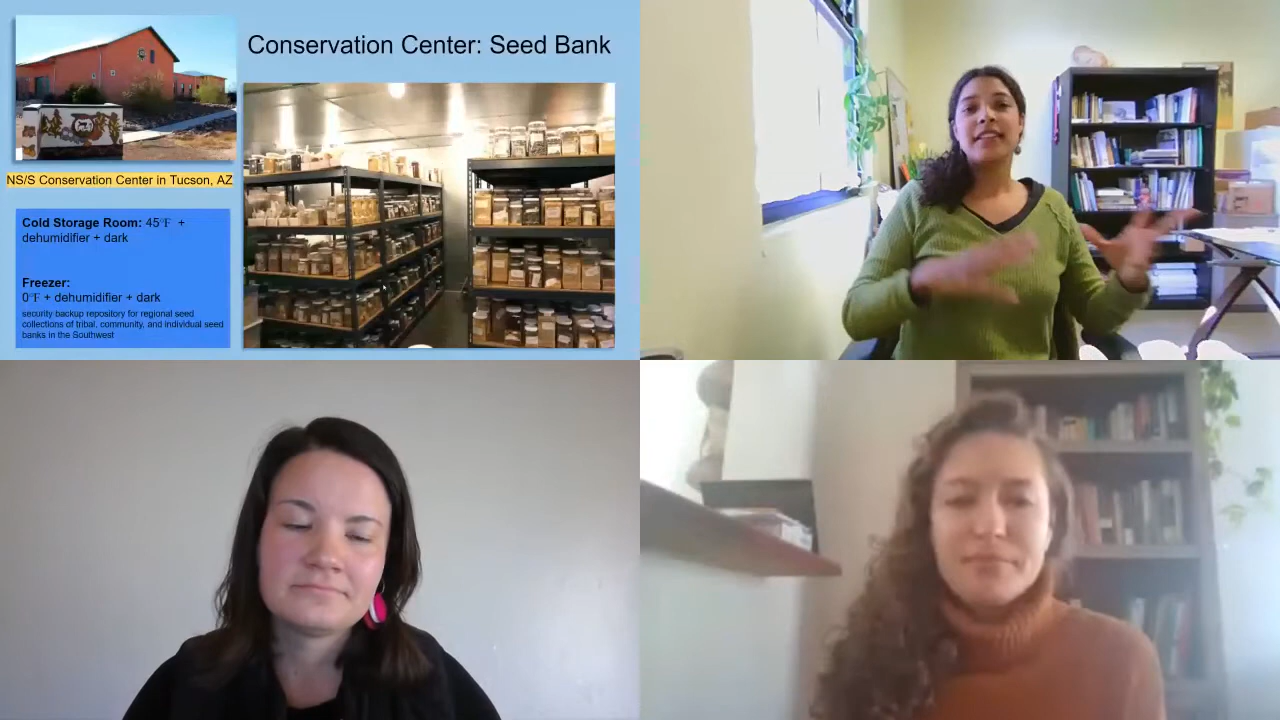 Conservation Center: Seed Bank
NS/S Conservation Center in Tucson, AZ
Cold Storage Room: 45°F +
dehumidifier + dark
Freezer:
0°F + dehumidifier + dark
security backup repository for regional seed
collections of tribal, community, and individual seed
banks in the Southwest